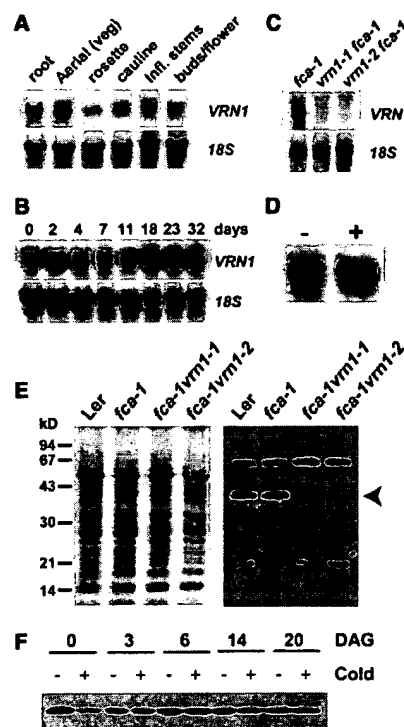 A
root Aerial (veg) rosette cauline Infl. stems buds/flower
VRN1
18S
C
fca-1 vrn1-1 fca-1 vrn1-2 fca-1
VRN
18S
B
0 2 4 7 11 18 23 32 days
VRN1
18S
D
- +
E
Ler fca-1 fca-1vrn1-1 fca-1vrn1-2
Ler fca-1 fca-1vrn1-1 fca-1vrn1-2
kD
94
67
43
30
21
14
F
0 3 6 14 20 DAG
- + - + - + - + - + Cold